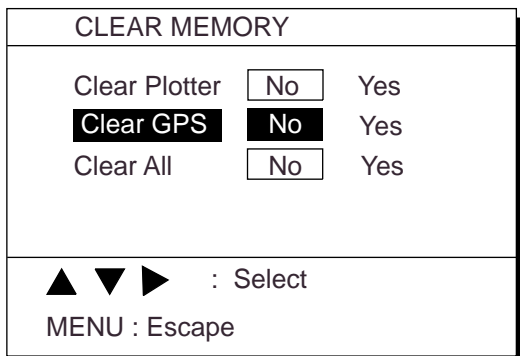 CLEAR MEMORY
Clear Plotter No Yes
Clear GPS No Yes
Clear All No Yes
▲ ▼ ▶ : Select
MENU : Escape